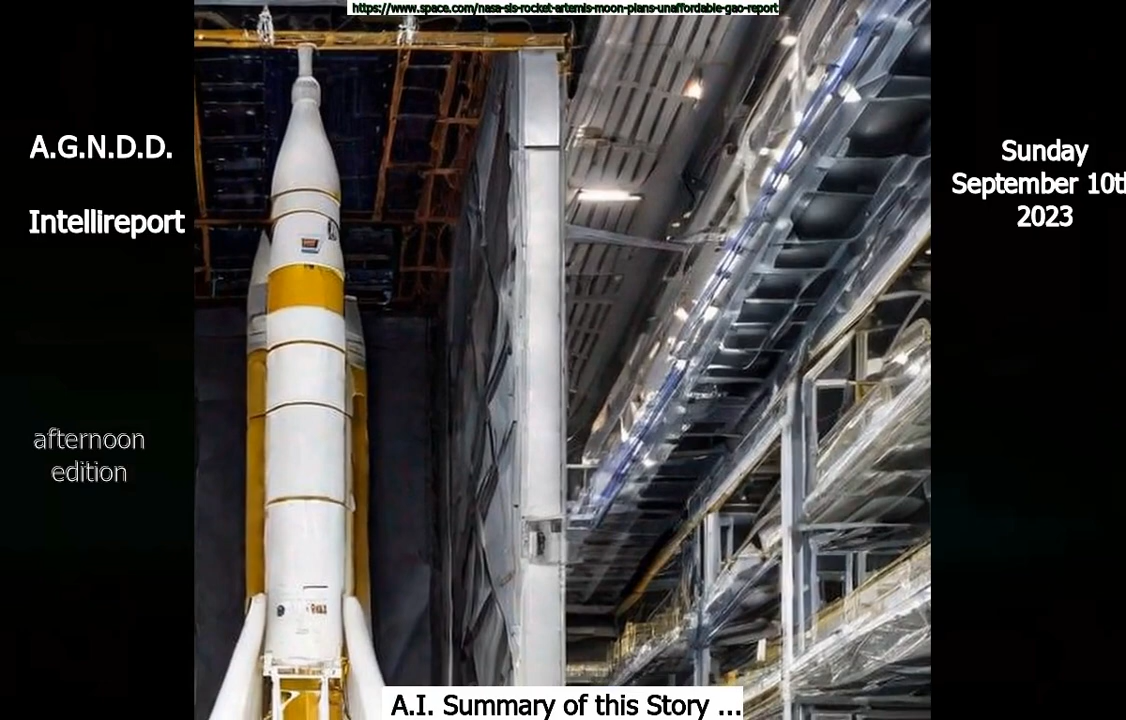 https://www.space.com/nasa-sls-rocket-artemis-moon-plans-unaffordable-gao-report
A.G.N.D.D.
Intellireport
afternoon
edition
Sunday
September 10t
2023
A.I. Summary of this Story ...